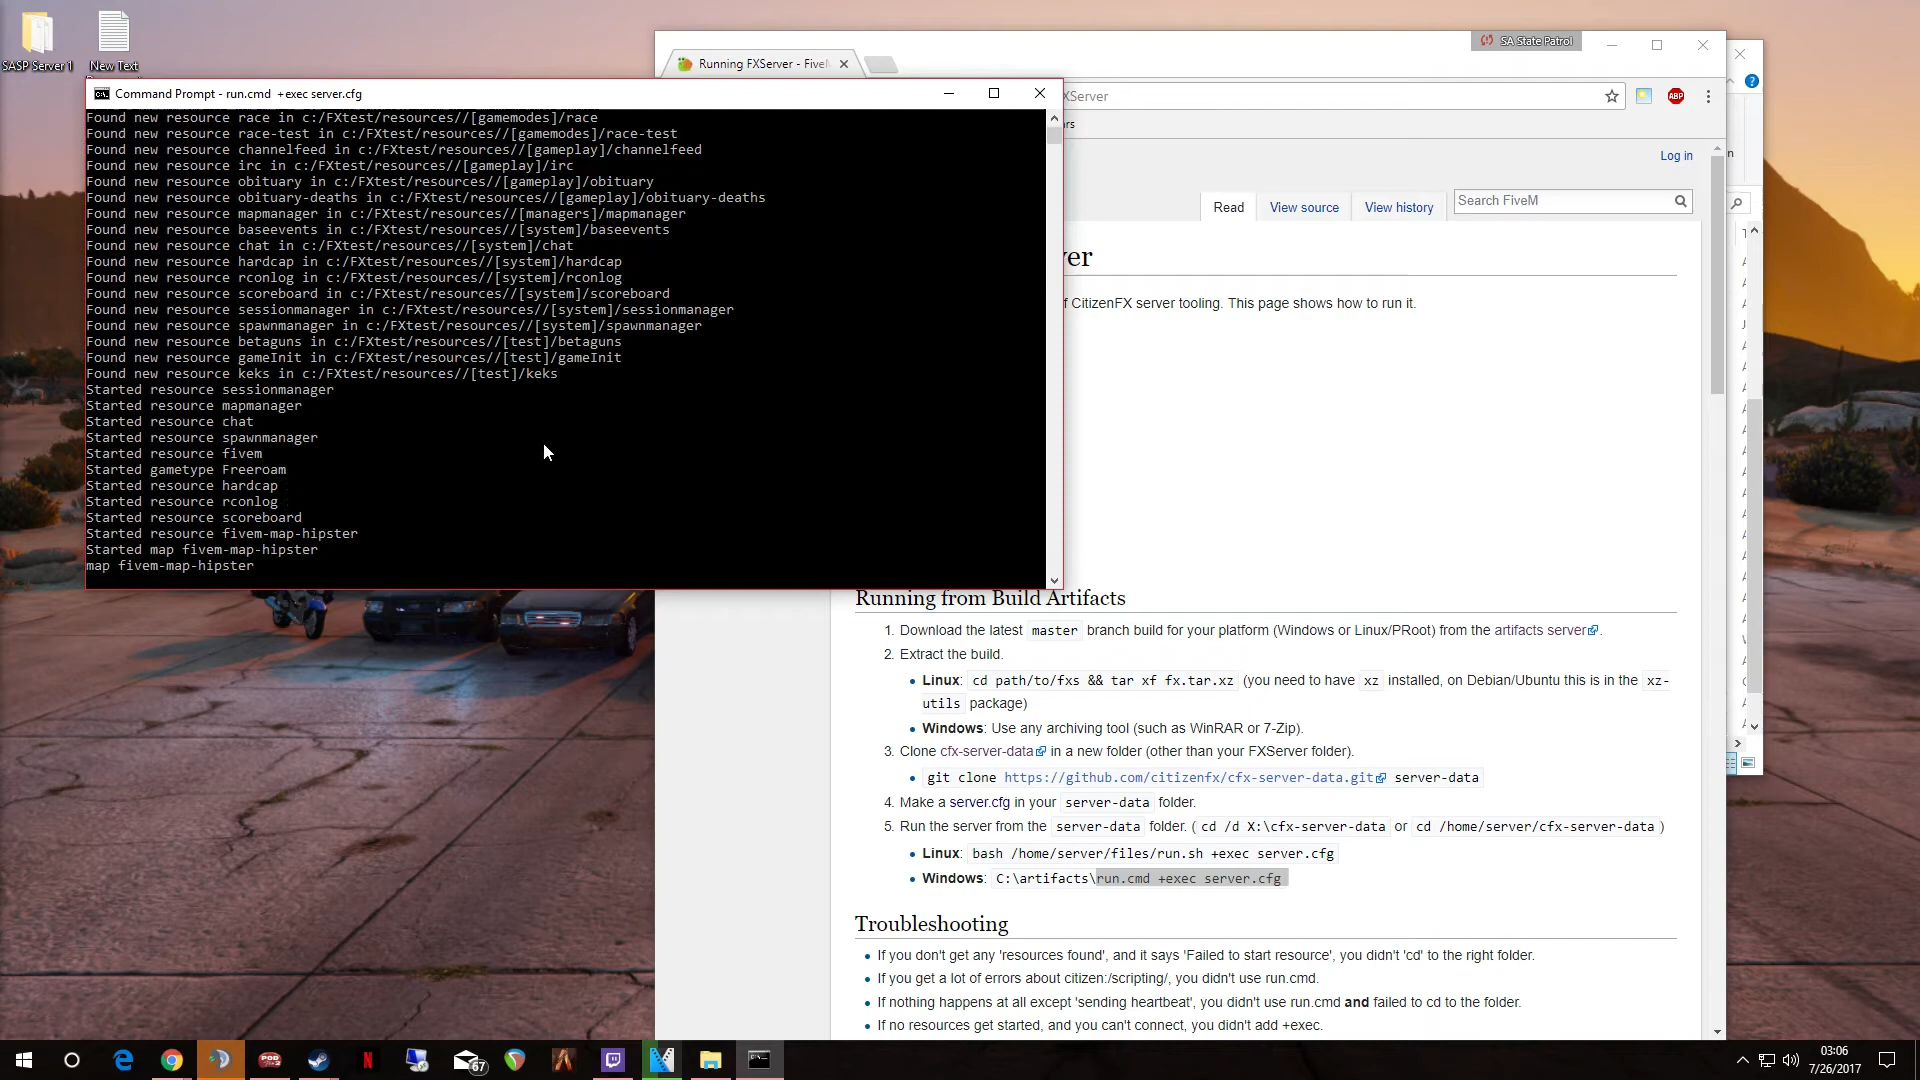 SASP Server 1
New Text
SA State Patrol
Running FXServer - FiveM
Command Prompt - run.cmd +exec server.cfg
XServer
Found new resource race in c:/FXtest/resources//[gamemodes]/race
Found new resource race-test in c:/FXtest/resources//[gamemodes]/race-test
Found new resource channelfeed in c:/FXtest/resources//[gameplay]/channelfeed
Found new resource irc in c:/FXtest/resources//[gameplay]/irc
Found new resource obituary in c:/FXtest/resources//[gameplay]/obituary
Found new resource obituary-deaths in c:/FXtest/resources//[gameplay]/obituary-deaths
Found new resource mapmanager in c:/FXtest/resources//[managers]/mapmanager
Found new resource baseevents in c:/FXtest/resources//[system]/baseevents
Found new resource chat in c:/FXtest/resources//[system]/chat
Found new resource hardcap in c:/FXtest/resources//[system]/hardcap
Found new resource rconlog in c:/FXtest/resources//[system]/rconlog
Found new resource scoreboard in c:/FXtest/resources//[system]/scoreboard
Found new resource sessionmanager in c:/FXtest/resources//[system]/sessionmanager
Found new resource spawnmanager in c:/FXtest/resources//[system]/spawnmanager
Found new resource betaguns in c:/FXtest/resources//[test]/betaguns
Found new resource gameInit in c:/FXtest/resources//[test]/gameInit
Found new resource keks in c:/FXtest/resources//[test]/keks
Started resource sessionmanager
Started resource mapmanager
Started resource chat
Started resource spawnmanager
Started resource fivem
Started gametype Freeroam
Started resource hardcap
Started resource rconlog
Started resource scoreboard
Started resource fivem-map-hipster
Started map fivem-map-hipster
map fivem-map-hipster
ABP
ars
Log in
Read
View source
View history
Search FiveM
ver
f CitizenFX server tooling. This page shows how to run it.
Running from Build Artifacts
1. Download the latest master branch build for your platform (Windows or Linux/PRoot) from the artifacts server.
2. Extract the build.
Linux: cd path/to/fxs && tar xf fx.tar.xz (you need to have xz installed, on Debian/Ubuntu this is in the xz-
utils package)
Windows: Use any archiving tool (such as WinRAR or 7-Zip).
3. Clone cfx-server-data in a new folder (other than your FXServer folder).
git clone https://github.com/citizenfx/cfx-server-data.git server-data
4. Make a server.cfg in your server-data folder.
5. Run the server from the server-data folder. ( cd /d X:\cfx-server-data or cd /home/server/cfx-server-data )
Linux: bash /home/server/files/run.sh +exec server.cfg
Windows: C:\artifacts\run.cmd +exec server.cfg
Troubleshooting
If you don't get any 'resources found', and it says 'Failed to start resource', you didn't 'cd' to the right folder.
If you get a lot of errors about citizen:/scripting/, you didn't use run.cmd.
If nothing happens at all except 'sending heartbeat', you didn't use run.cmd and failed to cd to the folder.
If no resources get started, and you can't connect, you didn't add +exec.
67
03:06
7/26/2017